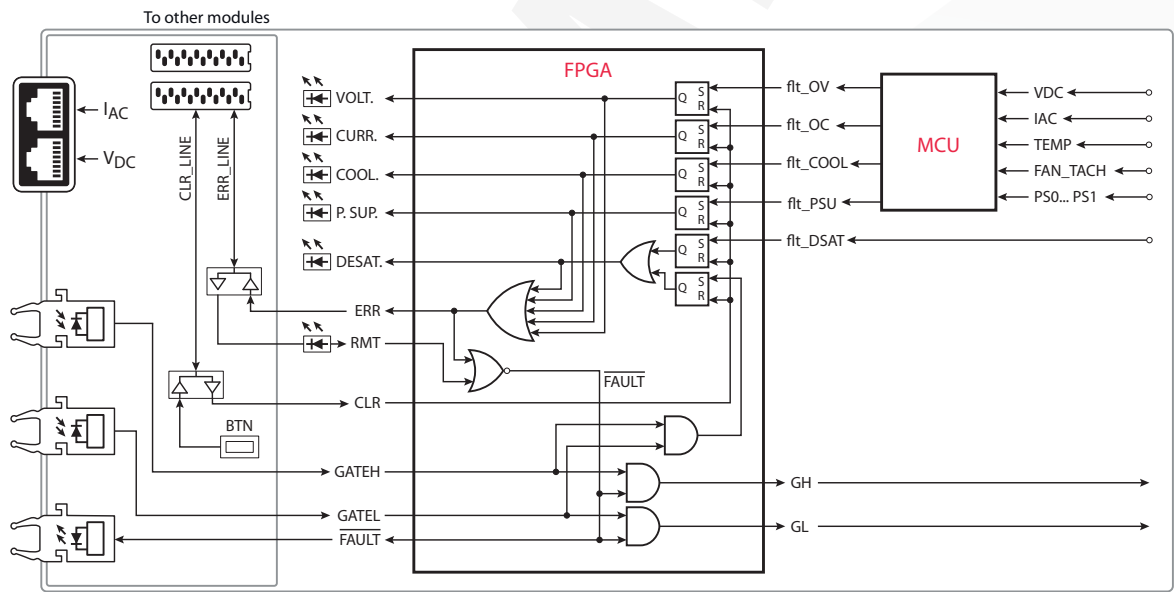 To other modules
I_AC
V_DC
CLR_LINE
ERR_LINE
BTN
FPGA
MCU
VOLT.
CURR.
COOL.
P. SUP.
DESAT.
ERR
RMT
CLR
GATEH
GATEL
FAULT
Q S R
Q S R
Q S R
Q S R
Q S R
Q S R
FAULT
flt_OV
flt_OC
flt_COOL
flt_PSU
flt_DSAT
VDC
IAC
TEMP
FAN_TACH
PS0... PS1
GH
GL